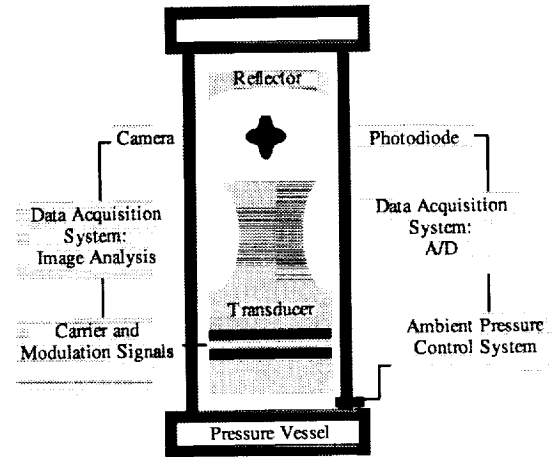 Reflector
Camera
Photodiode
Data Acquisition
System:
Image Analysis
Data Acquisition
System:
A/D
Transducer
Carrier and
Modulation Signals
Ambient Pressure
Control System
Pressure Vessel